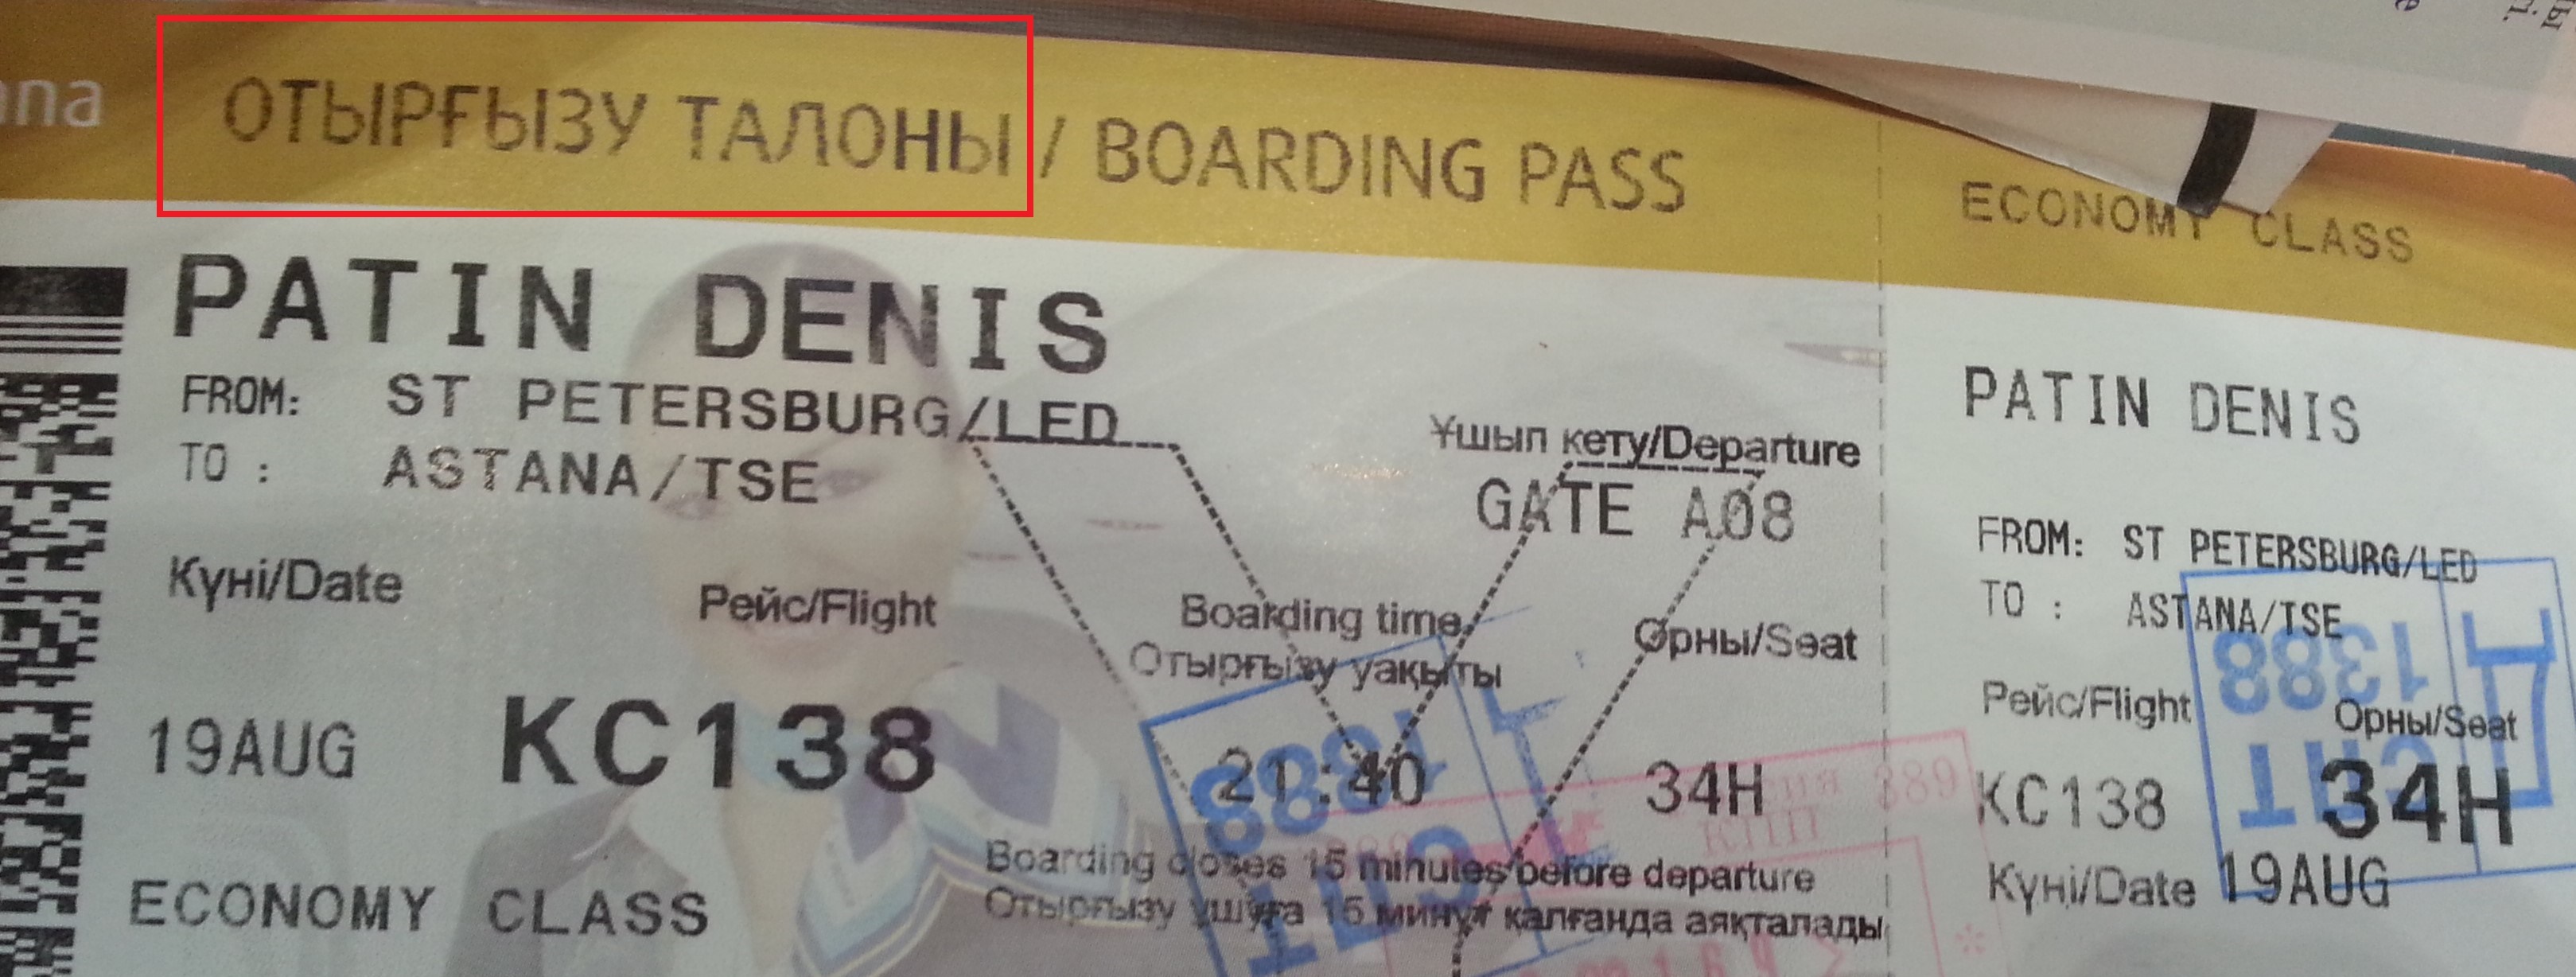 ОТЫРҒЫЗУ ТАЛОНЫ / BOARDING PASS
ECONOMY CLASS
PATIN DENIS
FROM: ST PETERSBURG/LED
TO : ASTANA/TSE
Ұшып кету/Departure
GATE A08
Күні/Date
Рейс/Flight
Boarding time
Отырғызу уақыты
Орны/Seat
19AUG
KC138
21:40
34H
Boarding closes 15 minutes before departure
Отырғызу ұшуға 15 минут қалғанда аяқталады
ECONOMY CLASS
PATIN DENIS
FROM: ST PETERSBURG/LED
TO : ASTANA/TSE
1388
Рейс/Flight
Орны/Seat
KC138
34H
Күні/Date 19AUG